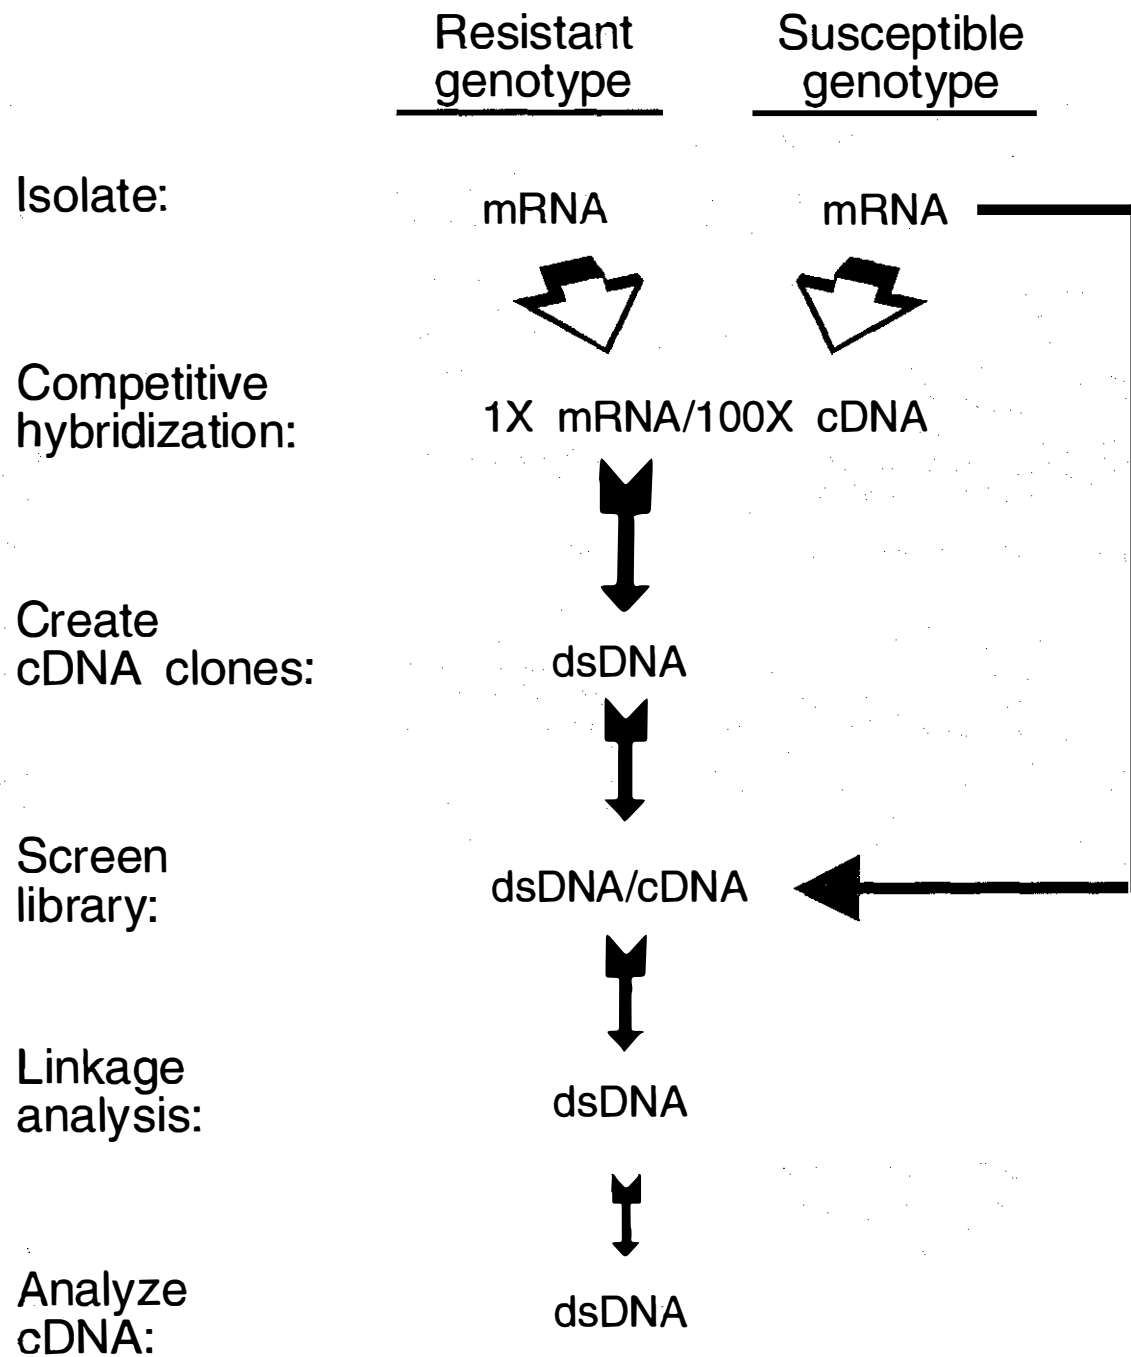 Resistant
genotype
Susceptible
genotype
Isolate:
mRNA
mRNA
Competitive
hybridization:
1X mRNA/100X cDNA
Create
cDNA clones:
dsDNA
Screen
library:
dsDNA/cDNA
Linkage
analysis:
dsDNA
Analyze
cDNA:
dsDNA